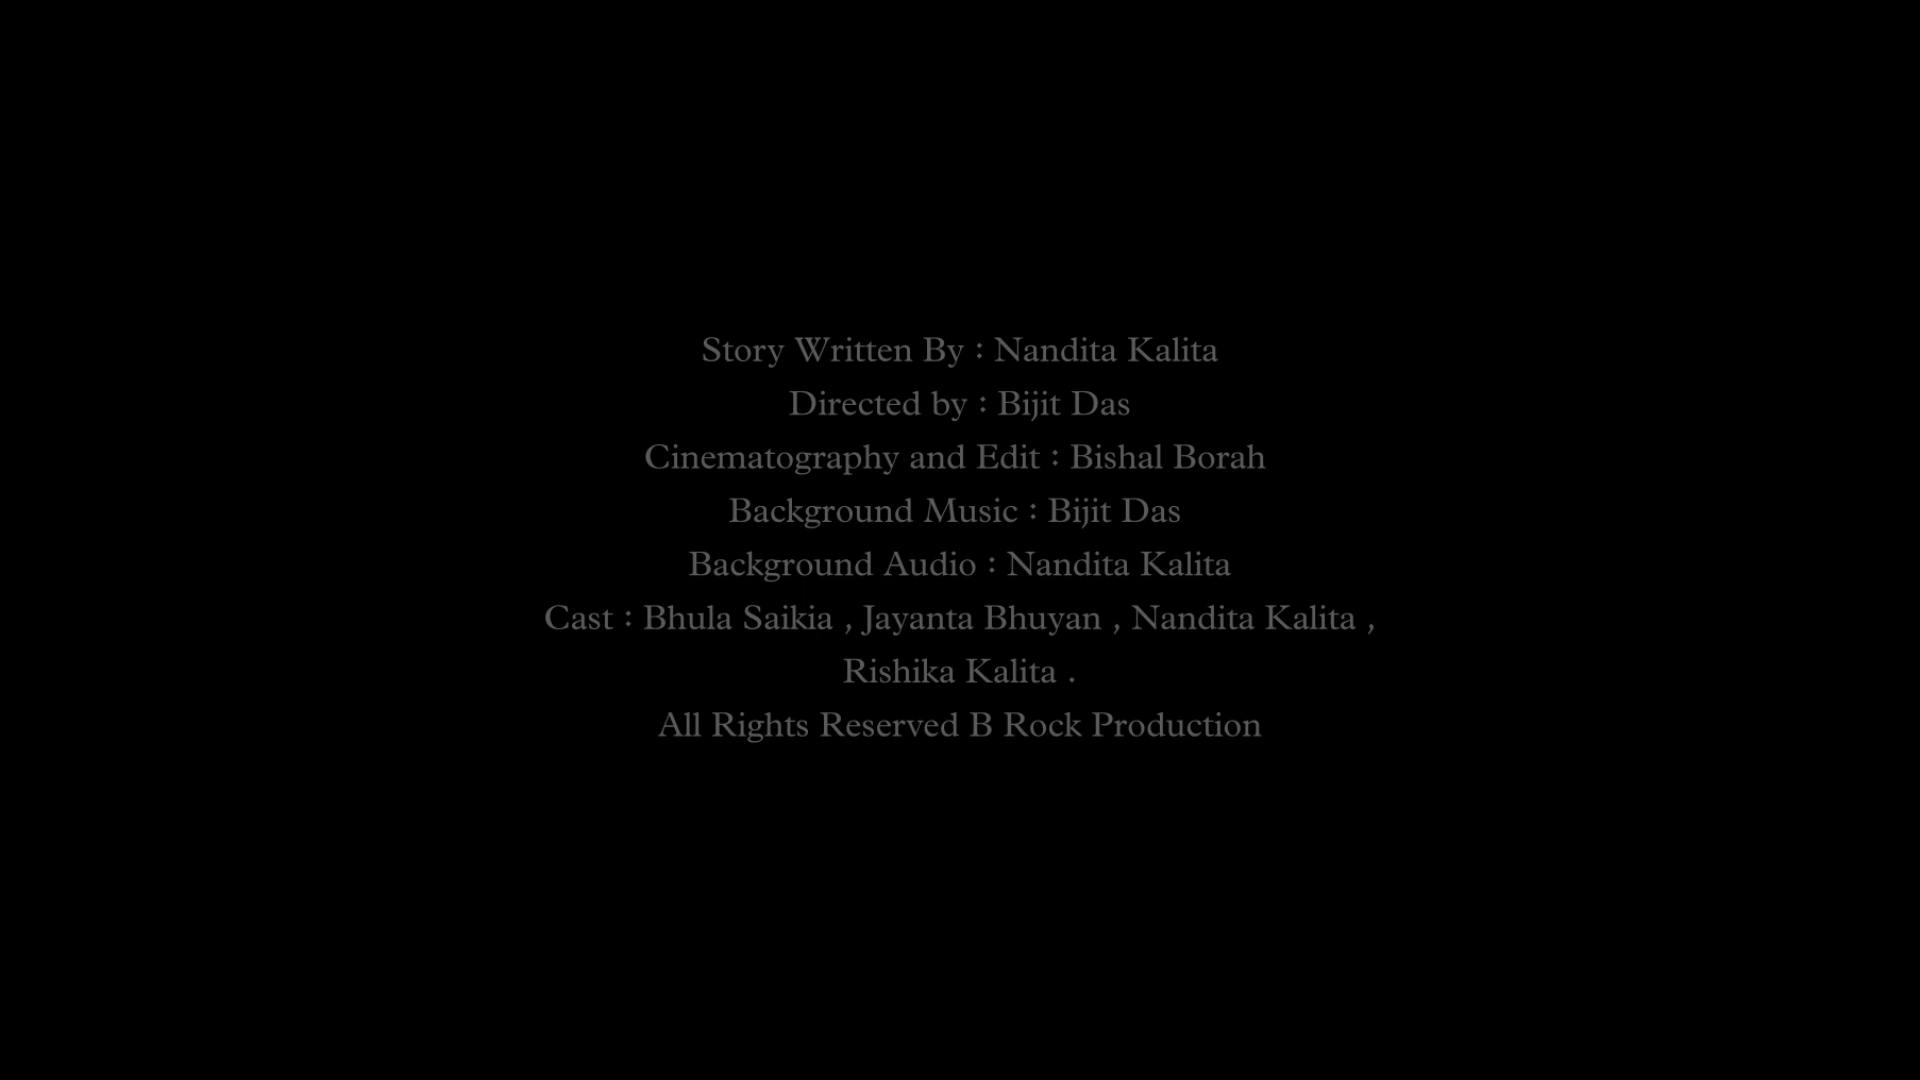 Story Written By : Nandita Kalita
Directed by : Bijit Das
Cinematography and Edit : Bishal Borah
Background Music : Bijit Das
Background Audio : Nandita Kalita
Cast : Bhula Saikia , Jayanta Bhuyan , Nandita Kalita ,
Rishika Kalita .
All Rights Reserved B Rock Production